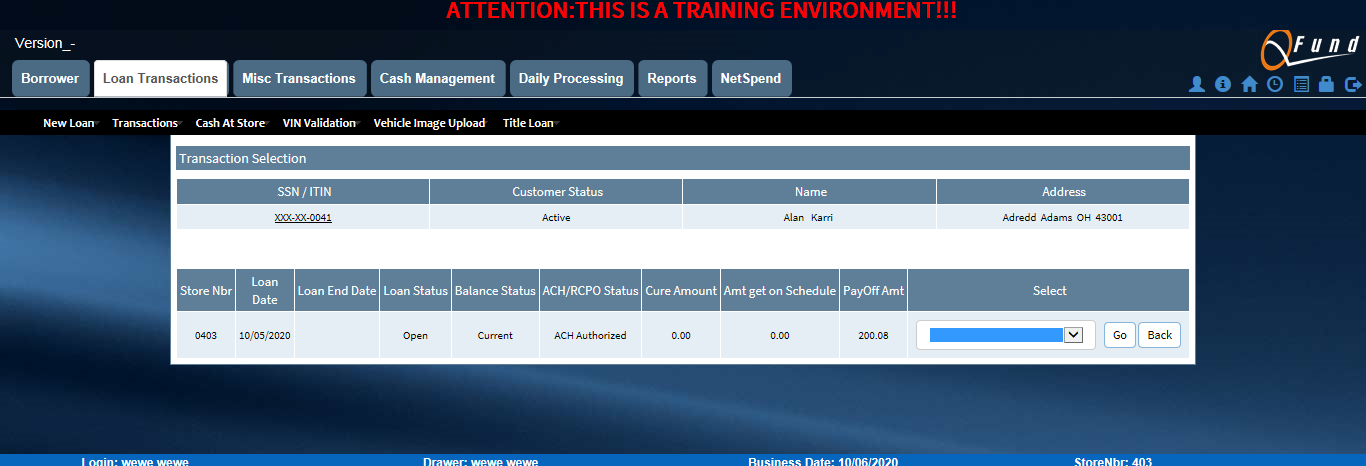 ATTENTION:THIS IS A TRAINING ENVIRONMENT!!!
Version_-
QFund
Borrower Loan Transactions Misc Transactions Cash Management Daily Processing Reports NetSpend
New Loan Transactions Cash At Store VIN Validation Vehicle Image Upload Title Loan
Transaction Selection
SSN / ITIN Customer Status Name Address
XXX-XX-0041 Active Alan Karri Adredd Adams OH 43001
Store Nbr Loan Date Loan End Date Loan Status Balance Status ACH/RCPO Status Cure Amount Amt get on Schedule PayOff Amt Select
0403 10/05/2020 Open Current ACH Authorized 0.00 0.00 200.08 Go Back
Login: wewe wewe Drawer: wewe wewe Business Date: 10/06/2020 StoreNbr: 403